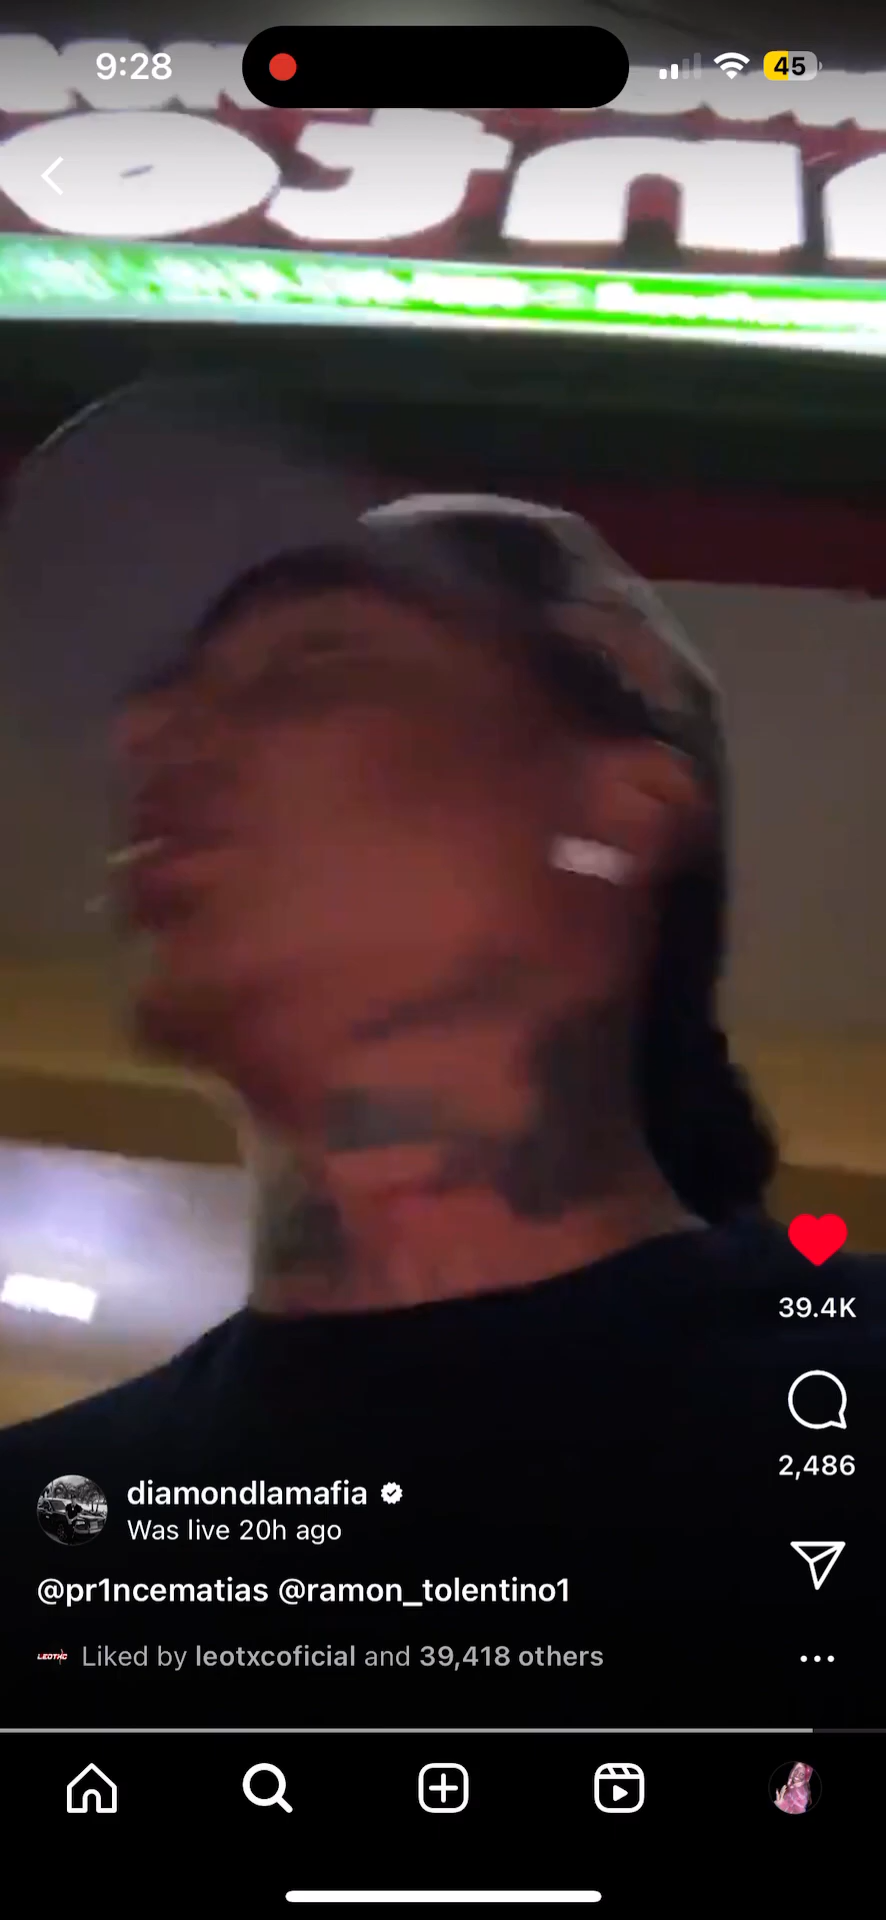 9:28
45
39.4K
2,486
diamondlamafia
Was live 20h ago
@pr1ncematias @ramon_tolentino1
Liked by leotxcoficial and 39,418 others